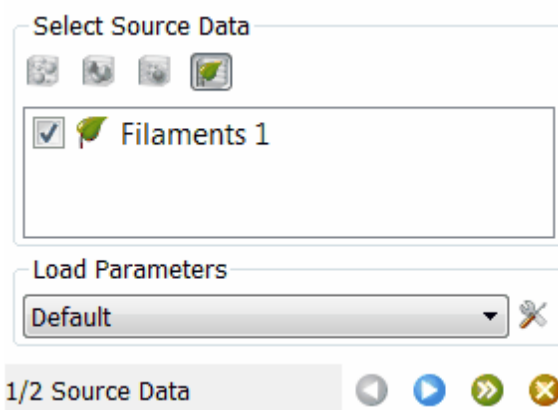 Select Source Data
Filaments 1
Load Parameters
Default
1/2 Source Data